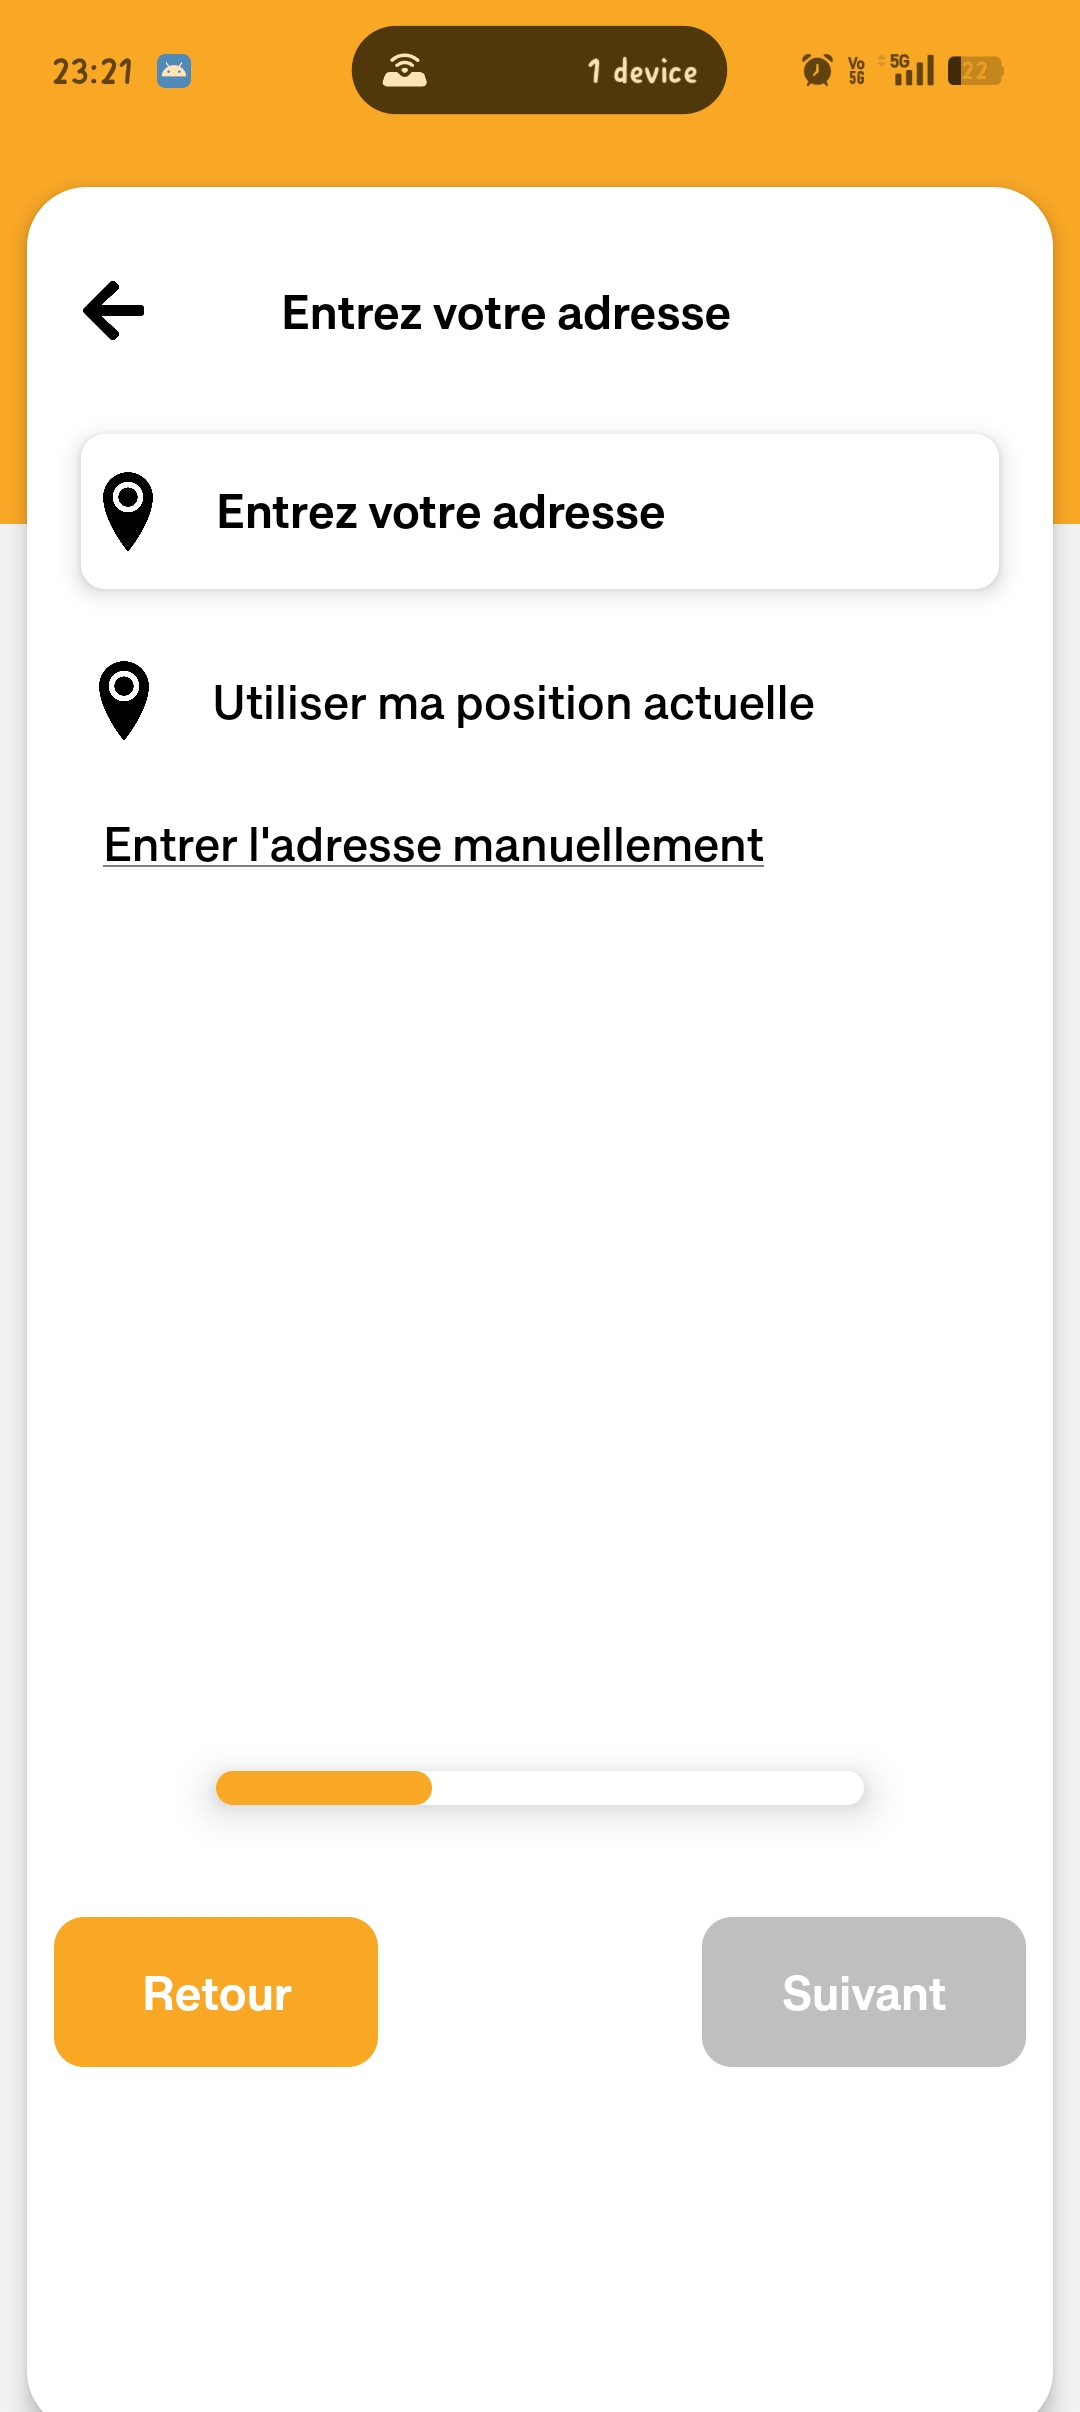 23:21
1 device
Vo 5G
5G
22
Entrez votre adresse
Entrez votre adresse
Utiliser ma position actuelle
Entrer l'adresse manuellement
Retour
Suivant